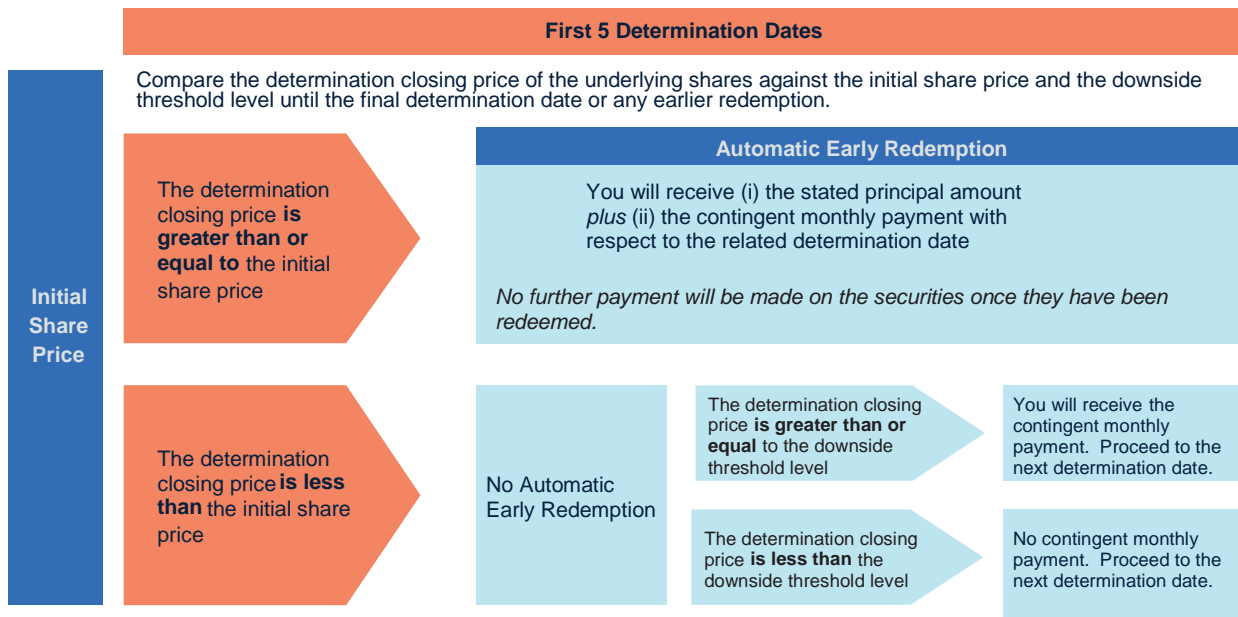 First 5 Determination Dates
Compare the determination closing price of the underlying shares against the initial share price and the downside
threshold level until the final determination date or any earlier redemption.
Initial
Share
Price
The determination
closing price is
greater than or
equal to the initial
share price
Automatic Early Redemption
You will receive (i) the stated principal amount
plus (ii) the contingent monthly payment with
respect to the related determination date
No further payment will be made on the securities once they have been
redeemed.
The determination
closing price is less
than the initial share
price
No Automatic
Early Redemption
The determination closing
price is greater than or
equal to the downside
threshold level
You will receive the
contingent monthly
payment. Proceed to the
next determination date.
The determination closing
price is less than the
downside threshold level
No contingent monthly
payment. Proceed to the
next determination date.